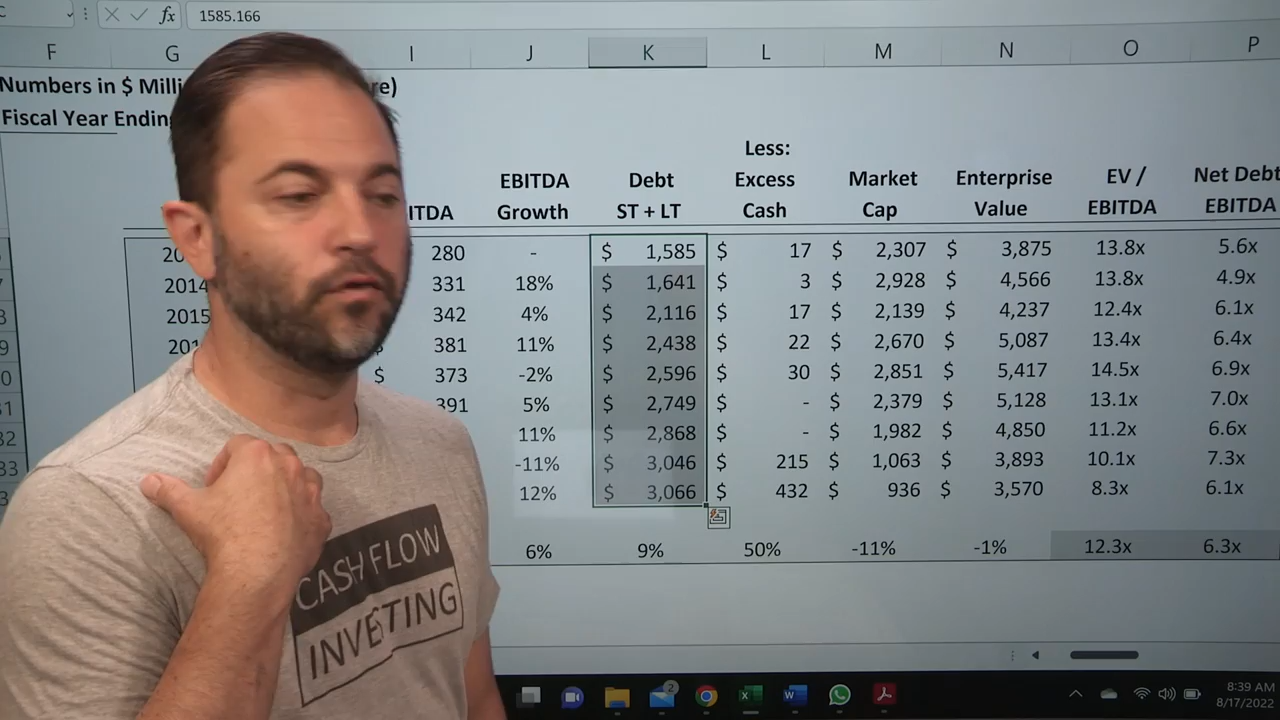 fx 1585.166
F G I J K L M N O P
Numbers in $ Milli re)
Fiscal Year Ending
ITDA
EBITDA Growth
Debt ST + LT
Less: Excess Cash
Market Cap
Enterprise Value
EV / EBITDA
Net Debt EBITDA
20 280 - $ 1,585 $ 17 $ 2,307 $ 3,875 13.8x 5.6x
2014 331 18% $ 1,641 $ 3 $ 2,928 $ 4,566 13.8x 4.9x
2015 342 4% $ 2,116 $ 17 $ 2,139 $ 4,237 12.4x 6.1x
201 $ 381 11% $ 2,438 $ 22 $ 2,670 $ 5,087 13.4x 6.4x
$ 373 -2% $ 2,596 $ 30 $ 2,851 $ 5,417 14.5x 6.9x
391 5% $ 2,749 $ - $ 2,379 $ 5,128 13.1x 7.0x
11% $ 2,868 $ - $ 1,982 $ 4,850 11.2x 6.6x
-11% $ 3,046 $ 215 $ 1,063 $ 3,893 10.1x 7.3x
12% $ 3,066 $ 432 $ 936 $ 3,570 8.3x 6.1x
6% 9% 50% -11% -1% 12.3x 6.3x
CASH FLOW
INVESTING
2
8:39 AM
8/17/2022